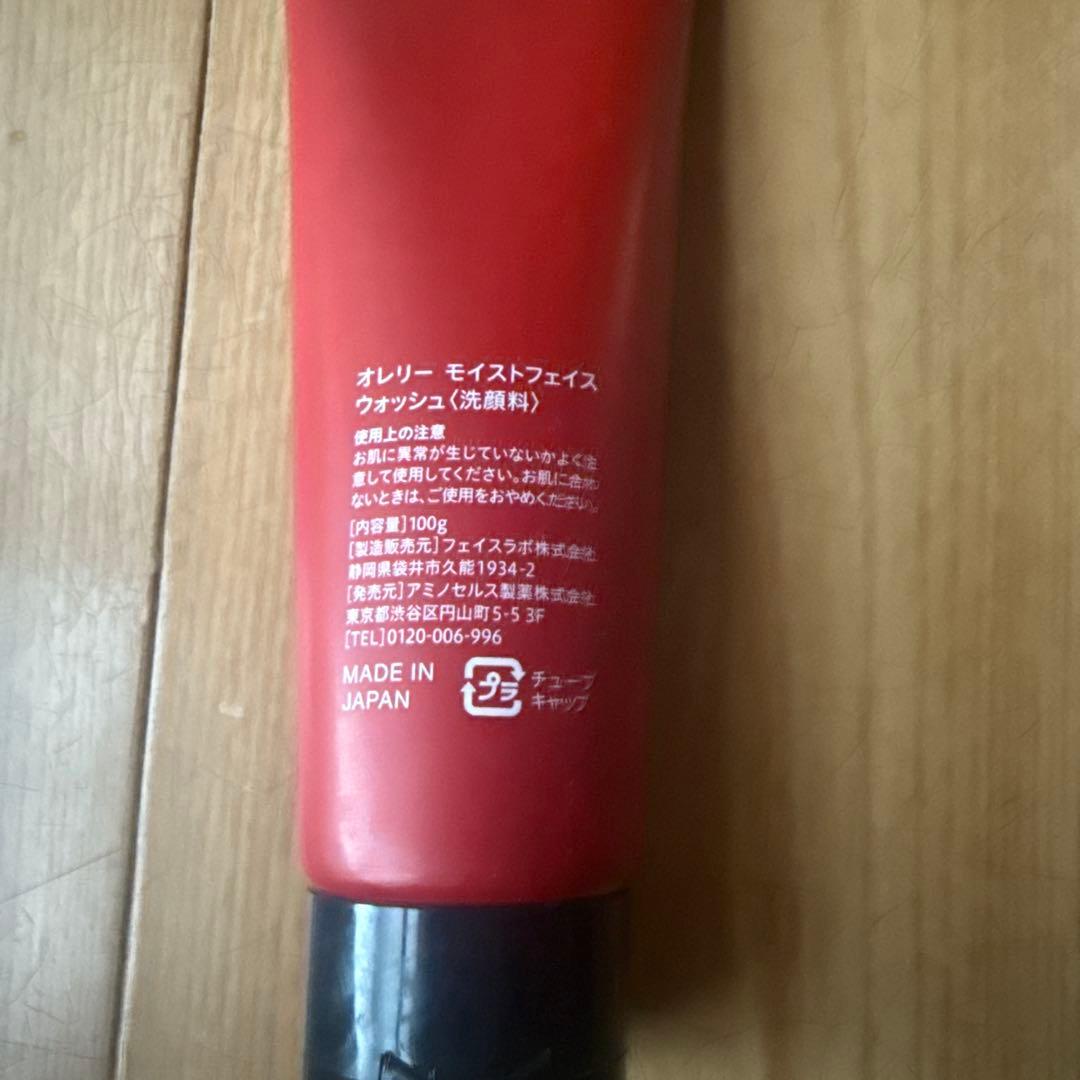 オレリー モイストフェイス
ウォッシュ〈洗顔料〉
使用上の注意
お肌に異常が生じていないかよく注
意して使用してください。お肌に合わ
ないときは、ご使用をおやめください。
[内容量]100g
[製造販売元]フェイスラボ株式会社
静岡県袋井市久能1934-2
[発売元]アミノセルス製薬株式会社
東京都渋谷区円山町5-5 3F
[TEL]0120-006-996
MADE IN
JAPAN
プラ
チューブ
キャップ